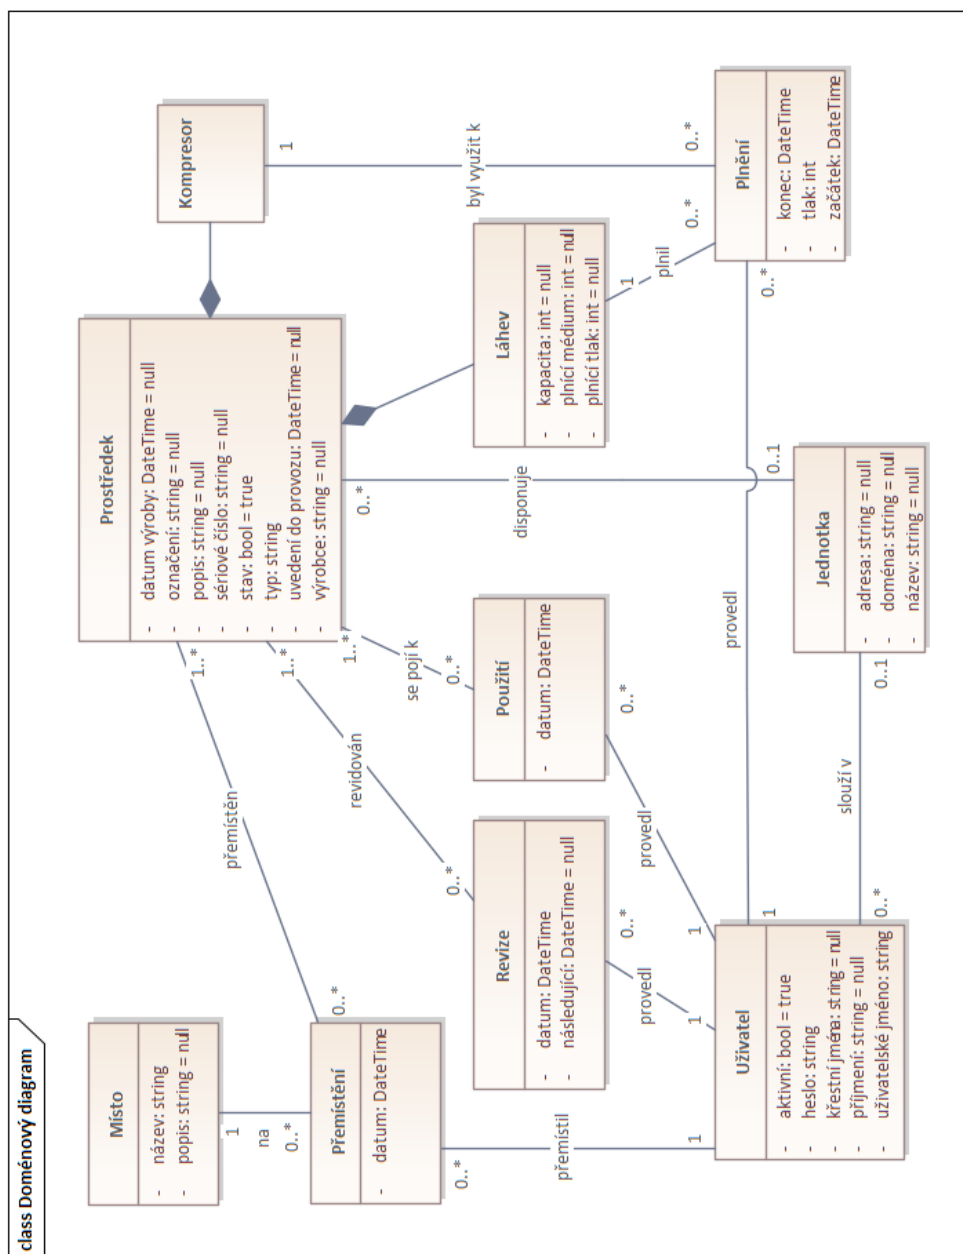 class Doménový diagram
Místo
- název: string
- popis: string = null
1
na
0..*
Přemístění
- datum: DateTime
0..*
přemístěn
1..*
0..*
přemístil
1
Prostředek
- datum výroby: DateTime = null
- označení: string = null
- popis: string = null
- sériové číslo: string = null
- stav: bool = true
- typ: string
- uvedení do provozu: DateTime = null
- výrobce: string = null
Kompresor
1
byl využit k
0..*
1..*
revidován
0..*
Revize
- datum: DateTime
- následující: DateTime = null
0..*
provedl
1
1..*
se pojí k
0..*
Použití
- datum: DateTime
0..*
provedl
1
0..*
disponuje
0..1
Láhev
- kapacita: int = null
- plnící médium: int = null
- plnící tlak: int = null
1
plnil
0..*
Uživatel
- aktivní: bool = true
- heslo: string
- křestní jména: string = null
- příjmení: string = null
- uživatelské jméno: string
0..*
slouží v
0..1
Jednotka
- adresa: string = null
- doména: string = null
- název: string = null
1
provedl
0..*
Plnění
- konec: DateTime
- tlak: int
- začátek: DateTime